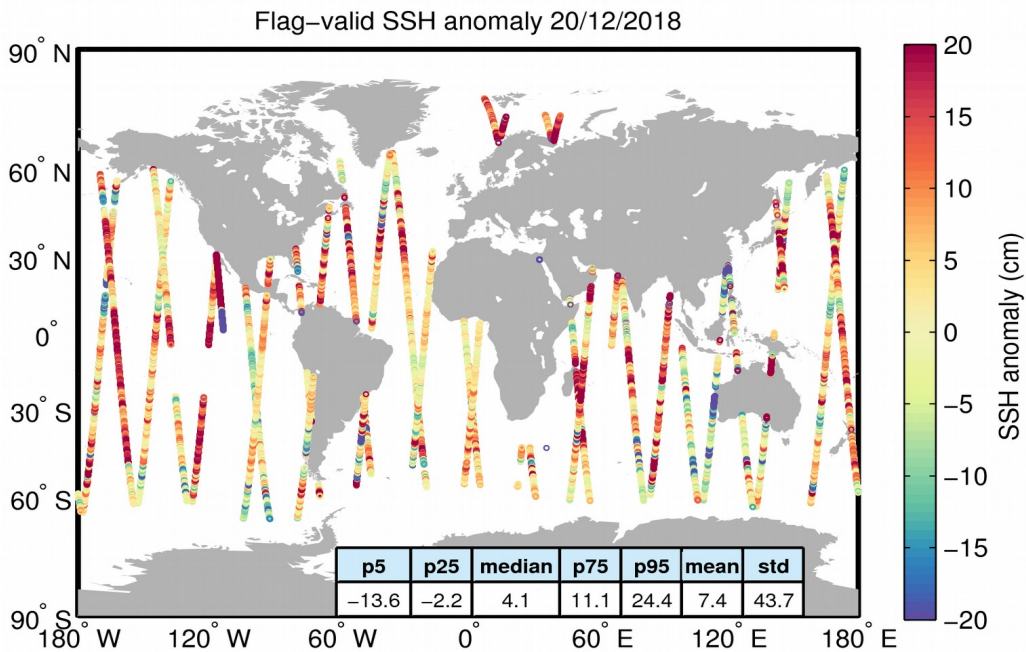 Flag−valid SSH anomaly 20/12/2018
90° N
60° N
30° N
0°
30° S
60° S
90° S
180° W
120° W
60° W
0°
60° E
120° E
180° E
p5 p25 median p75 p95 mean std
−13.6 −2.2 4.1 11.1 24.4 7.4 43.7
20
15
10
5
0
−5
−10
−15
−20
SSH anomaly (cm)